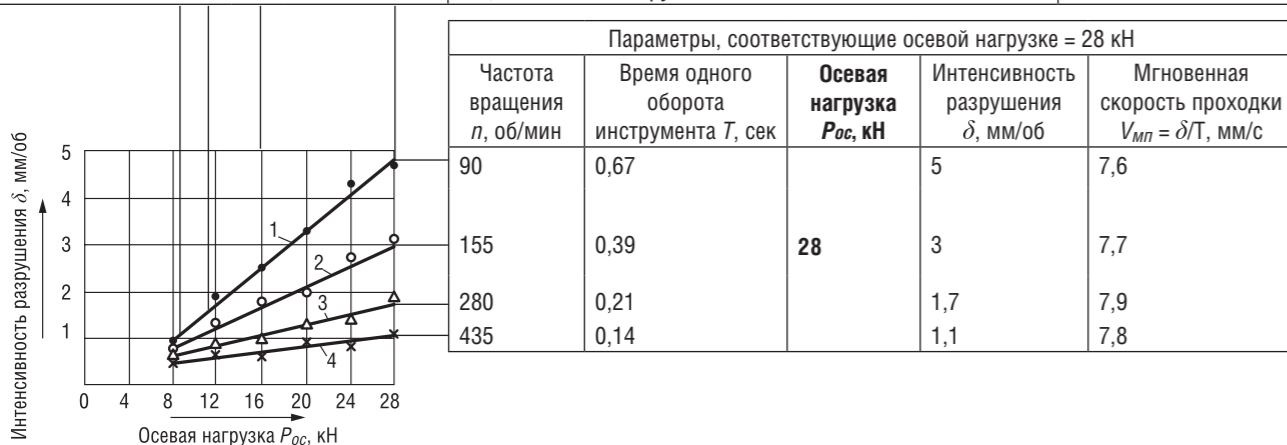 Параметры, соответствующие осевой нагрузке = 28 кН
Частота вращения n, об/мин
Время одного оборота инструмента T, сек
Осевая нагрузка Pос, кН
Интенсивность разрушения δ, мм/об
Мгновенная скорость проходки VМП = δ/T, мм/с
90 0,67 5 7,6
155 0,39 28 3 7,7
280 0,21 1,7 7,9
435 0,14 1,1 7,8
Интенсивность разрушения δ, мм/об
5
4
3
2
1
1
2
3
4
0 4 8 12 16 20 24 28
Осевая нагрузка Pос, кН